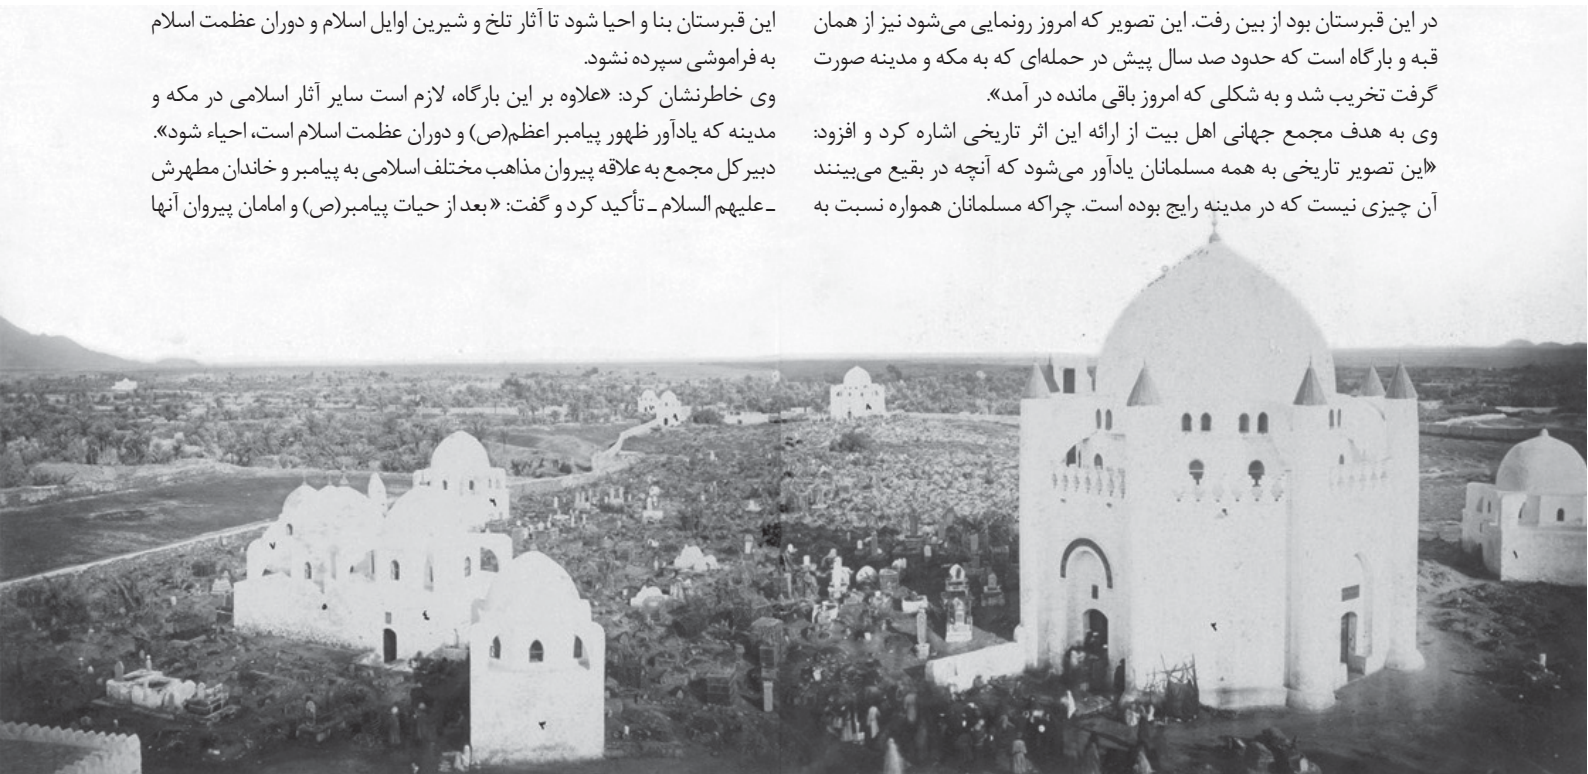 در این قبرستان بود از بین رفت. این تصویر که امروز رونمایی می‌شود نیز از همان
قبه و بارگاه است که حدود صد سال پیش در حمله‌ای که به مکه و مدینه صورت
گرفت تخریب شد و به شکلی که امروز باقی مانده در آمد».
وی به هدف مجمع جهانی اهل بیت از ارائه این اثر تاریخی اشاره کرد و افزود:
«این تصویر تاریخی به همه مسلمانان یادآور می‌شود که آنچه در بقیع می‌بینند
آن چیزی نیست که در مدینه رایج بوده است. چراکه مسلمانان همواره نسبت به
این قبرستان بنا و احیا شود تا آثار تلخ و شیرین اوایل اسلام و دوران عظمت اسلام
به فراموشی سپرده نشود.
وی خاطرنشان کرد: «علاوه بر این بارگاه، لازم است سایر آثار اسلامی در مکه و
مدینه که یادآور ظهور پیامبر اعظم(ص) و دوران عظمت اسلام است، احیاء شود».
دبیرکل مجمع به علاقه پیروان مذاهب مختلف اسلامی به پیامبر و خاندان مطهرش
ـ علیهم السلام ـ تأکید کرد و گفت: « بعد از حیات پیامبر(ص) و امامان پیروان آنها